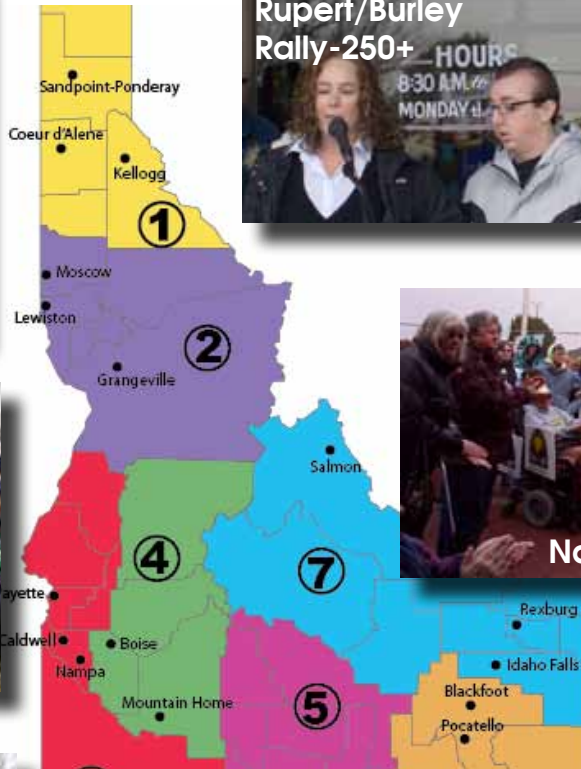 Rupert/Burley
Rally-250+
HOURS
8:30 AM
MONDAY
Sandpoint-Ponderay
Coeur d'Alene
Kellogg
1
Moscow
Lewiston
2
Grangeville
Salmon
4
7
No
ayette
Rexburg
Caldwell
Boise
Idaho Falls
Nampa
Blackfoot
5
Mountain Home
Pocatello